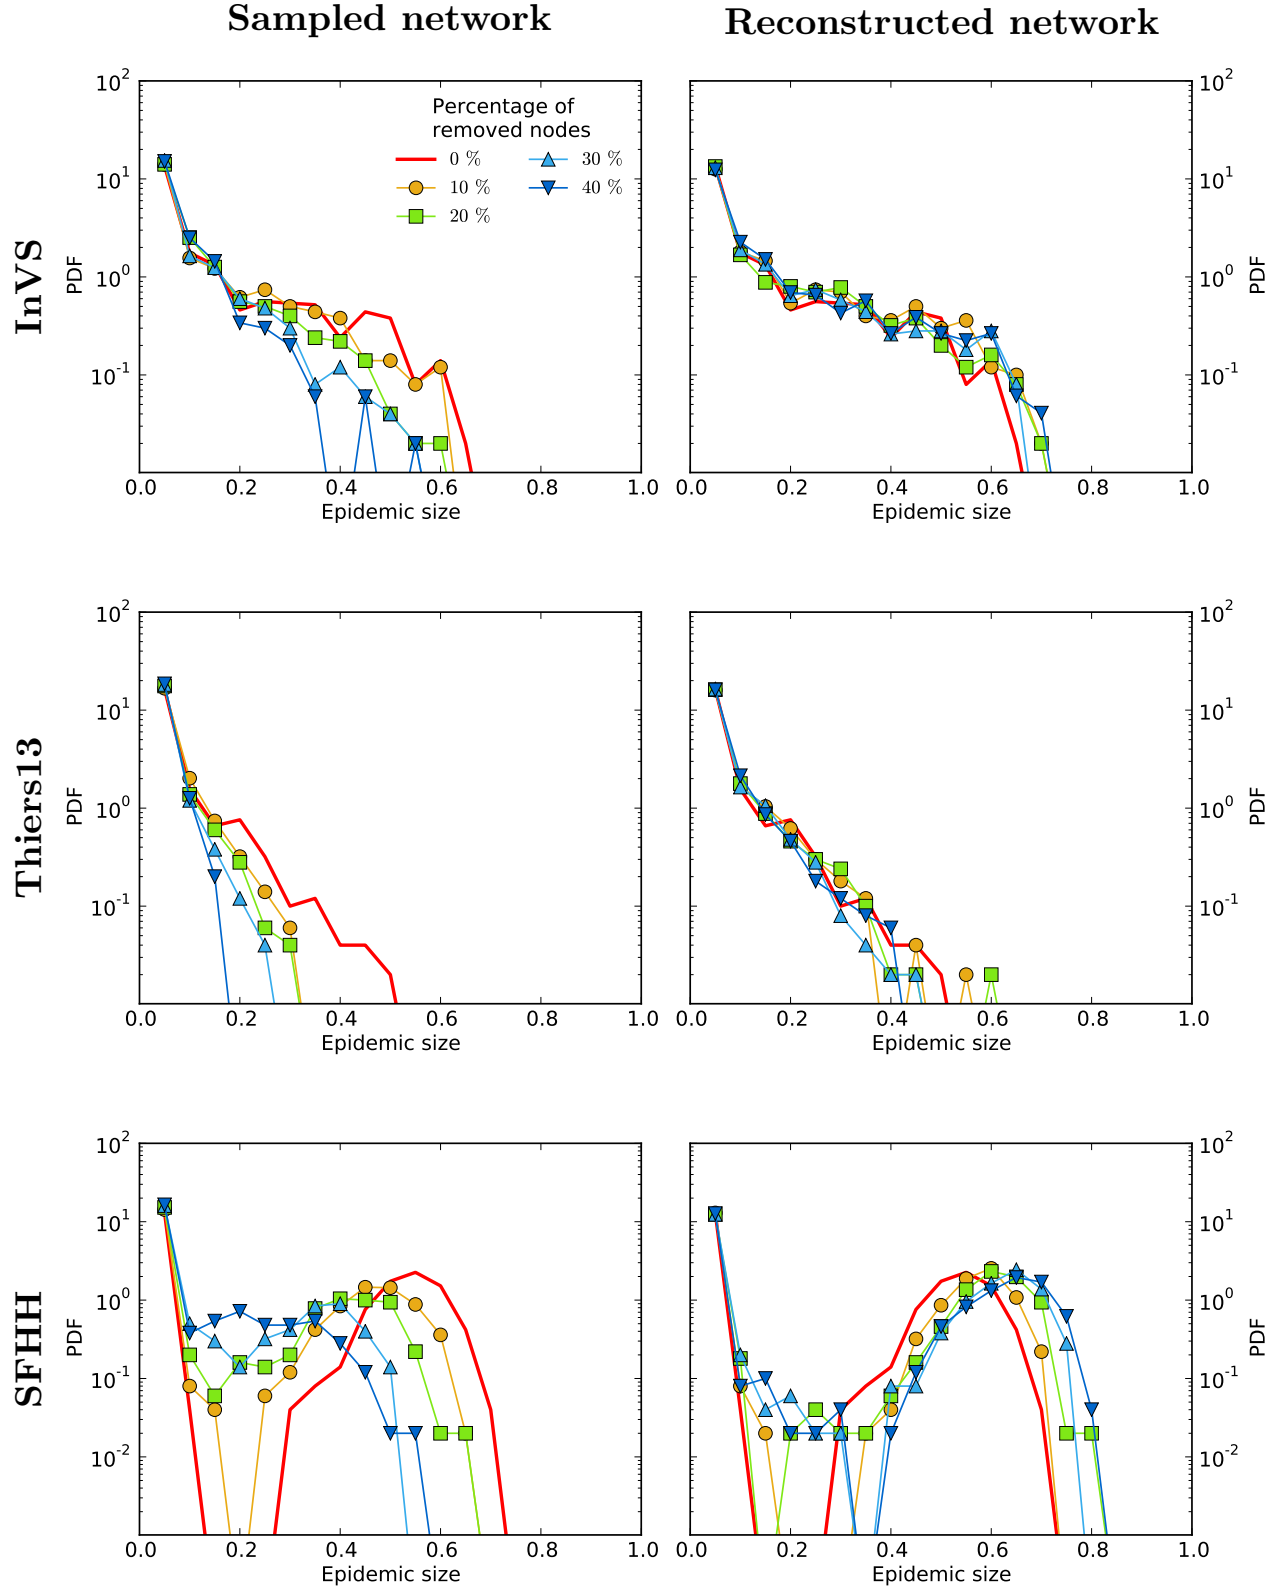 Sampled network
Reconstructed network
InVS
10^2
10^1
10^0
10^-1
PDF
Percentage of
removed nodes
0 %
10 %
20 %
30 %
40 %
0.0 0.2 0.4 0.6 0.8 1.0
Epidemic size
10^2
10^1
10^0
10^-1
PDF
0.0 0.2 0.4 0.6 0.8 1.0
Epidemic size
Thiers13
10^2
10^1
10^0
10^-1
PDF
0.0 0.2 0.4 0.6 0.8 1.0
Epidemic size
10^2
10^1
10^0
10^-1
PDF
0.0 0.2 0.4 0.6 0.8 1.0
Epidemic size
SFHH
10^2
10^1
10^0
10^-1
10^-2
PDF
0.0 0.2 0.4 0.6 0.8 1.0
Epidemic size
10^2
10^1
10^0
10^-1
10^-2
PDF
0.0 0.2 0.4 0.6 0.8 1.0
Epidemic size